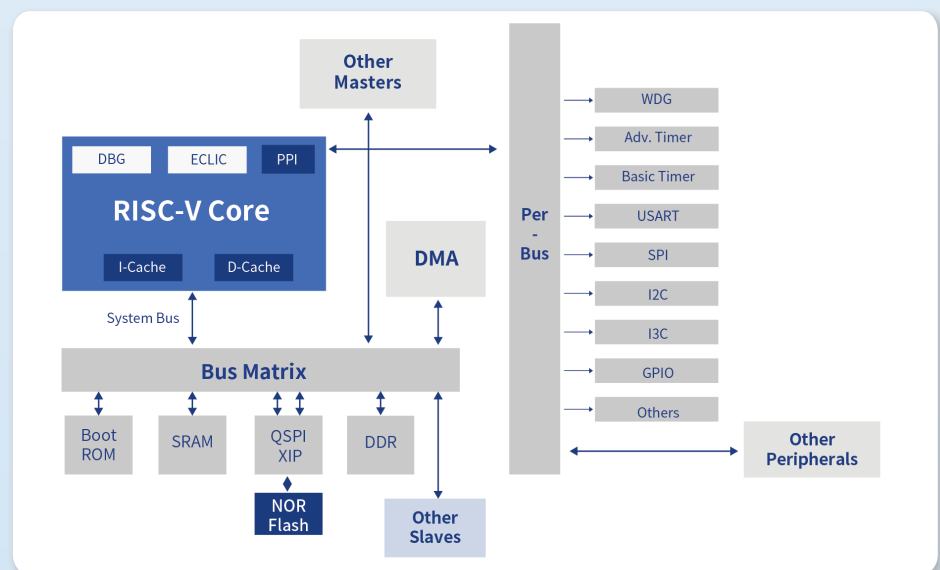 Other
Masters
DBG
ECLIC
PPI
RISC-V Core
I-Cache
D-Cache
System Bus
DMA
Bus Matrix
Boot
ROM
SRAM
QSPI
XIP
DDR
NOR
Flash
Other
Slaves
Per
-
Bus
WDG
Adv. Timer
Basic Timer
USART
SPI
I2C
I3C
GPIO
Others
Other
Peripherals